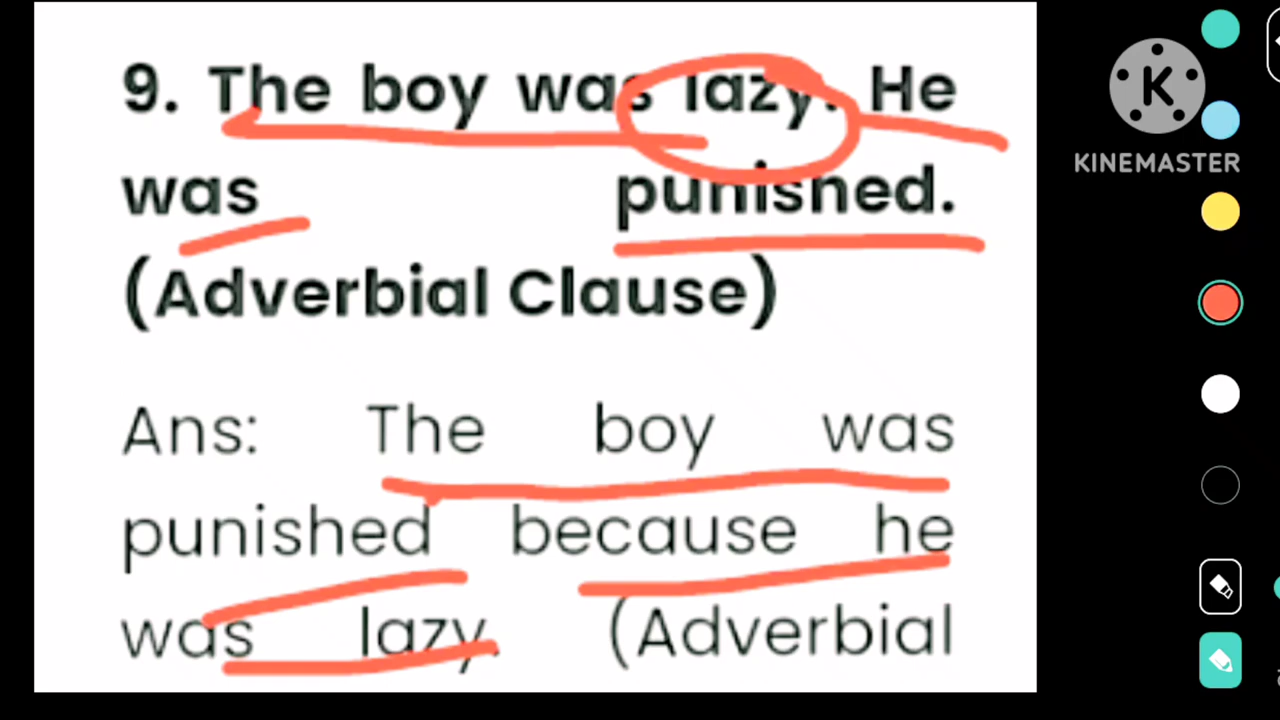 9. The boy was lazy. He
was punished.
(Adverbial Clause)
Ans: The boy was
punished because he
was lazy. (Adverbial
K
KINEMASTER